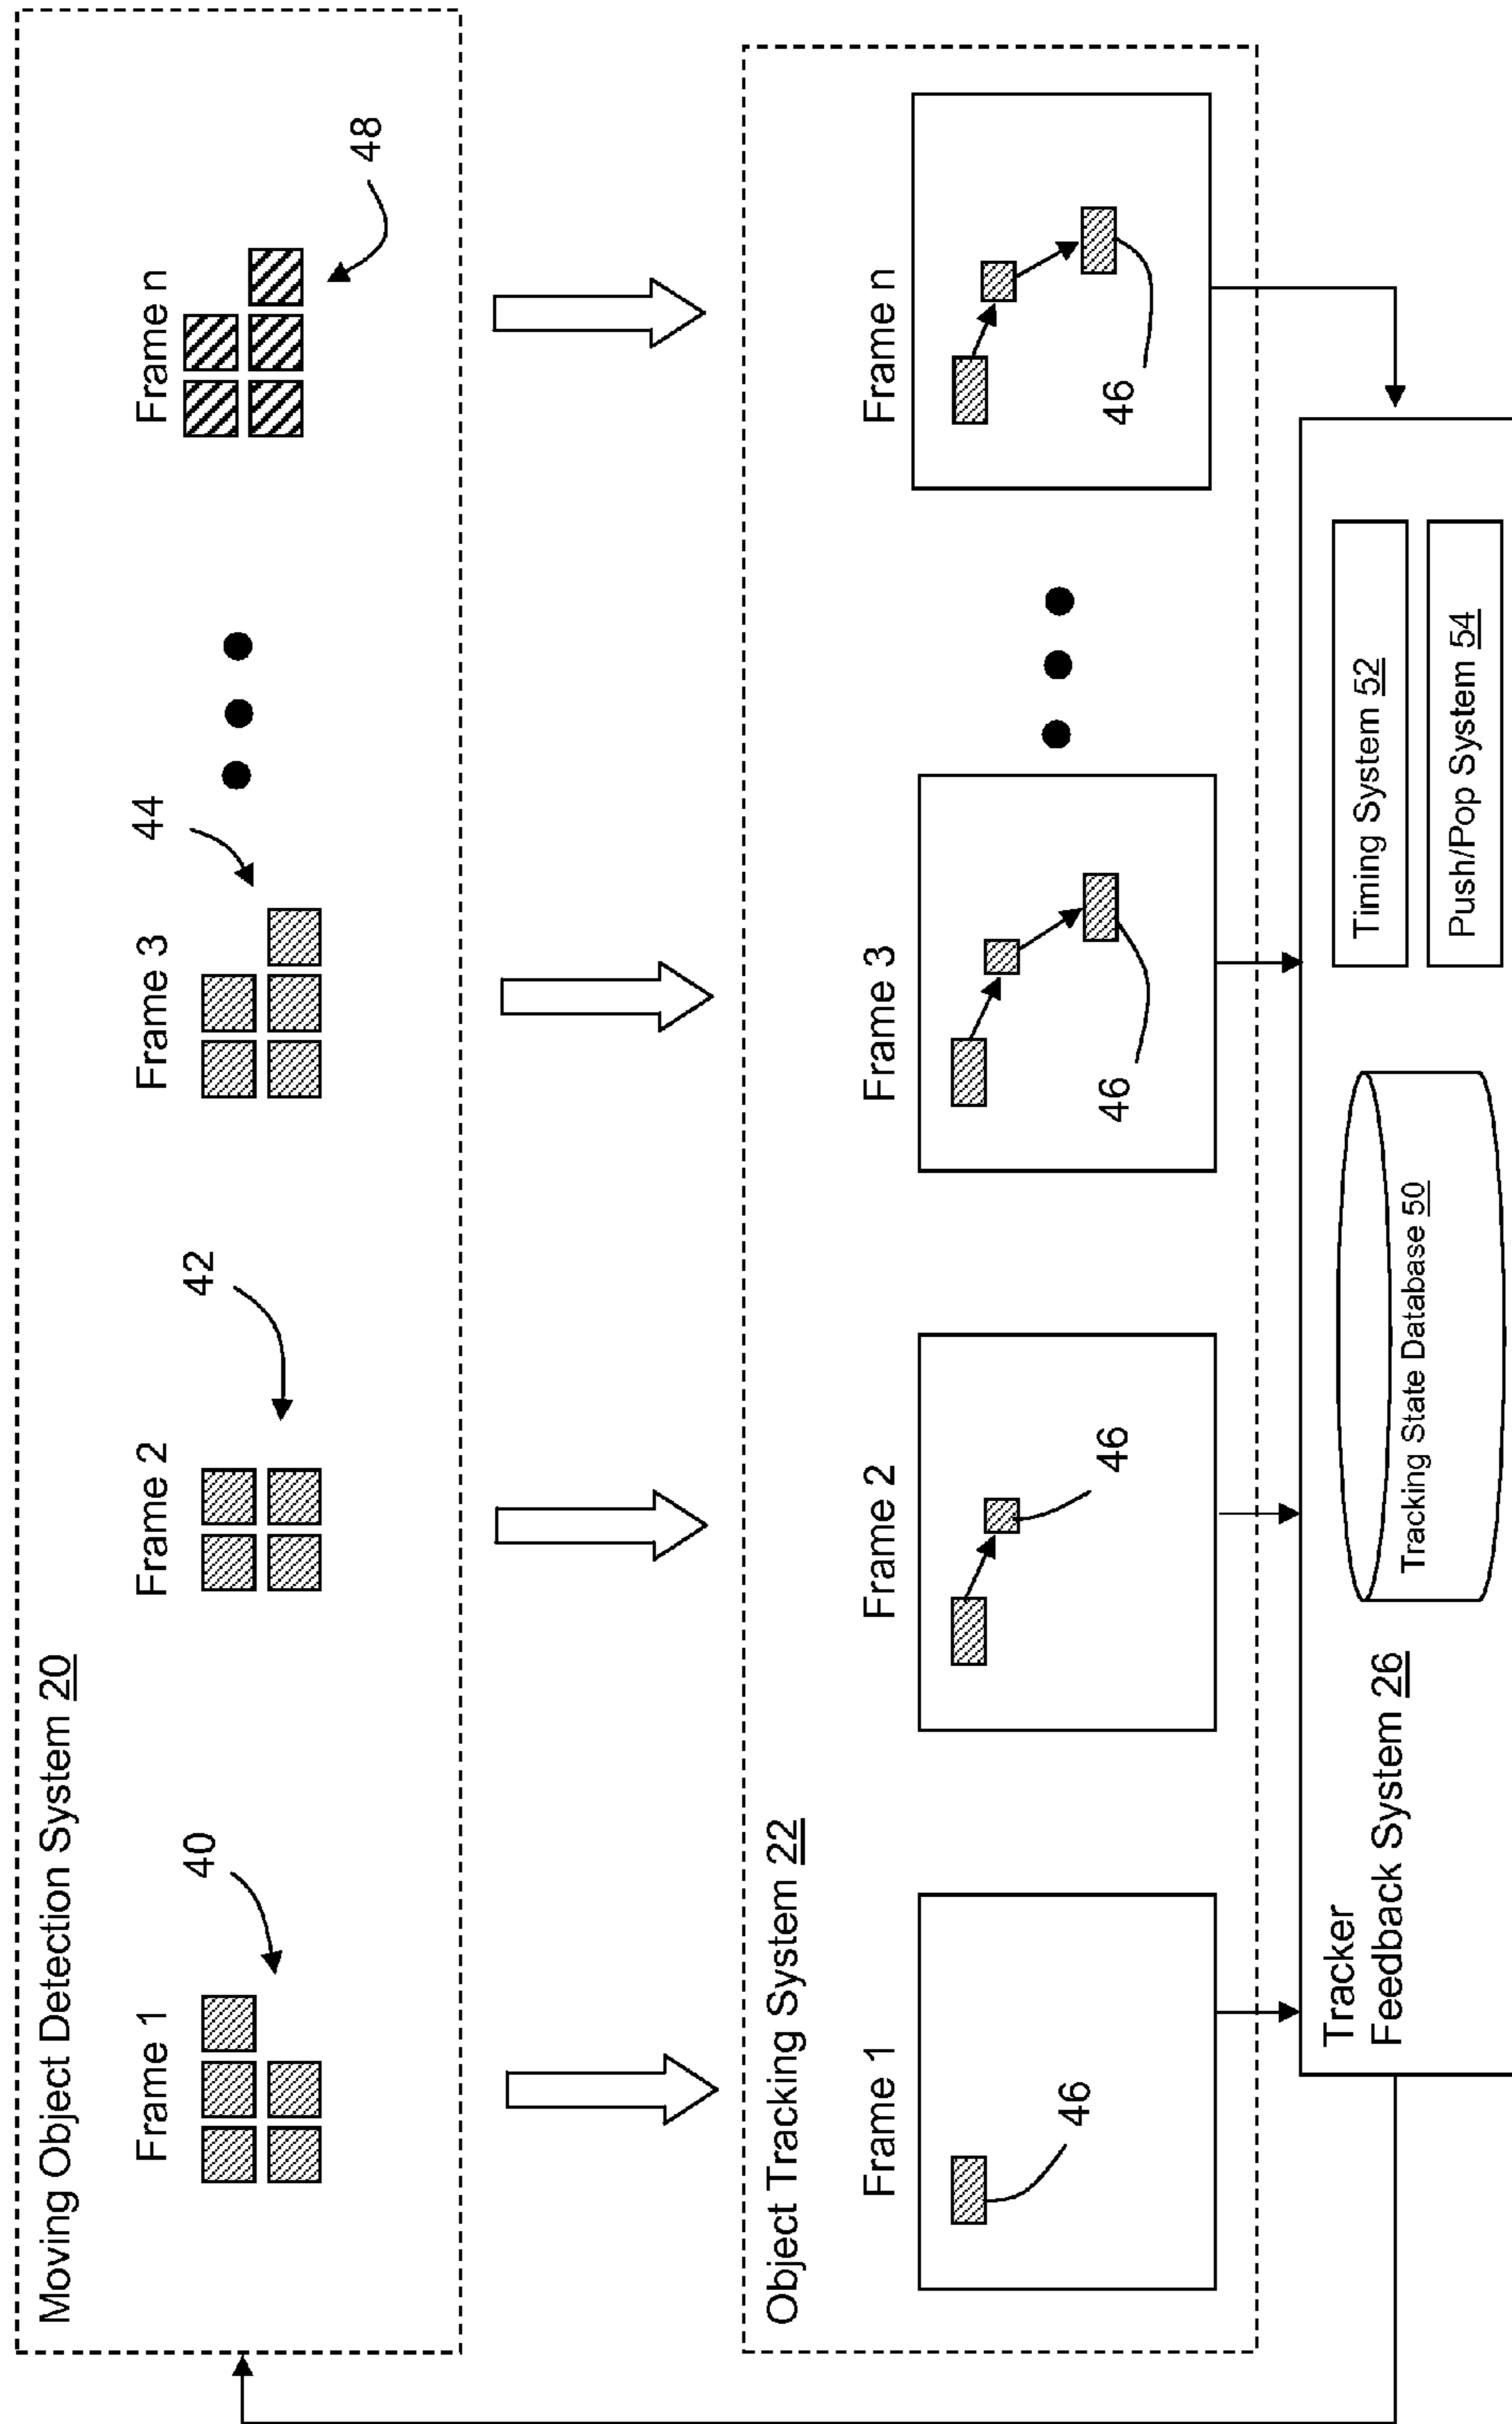 Moving Object Detection System 20
Frame 1
Frame 2
Frame 3
Frame n
40
42
44
48
Object Tracking System 22
Frame 1
Frame 2
Frame 3
Frame n
46
46
46
46
Tracker
Feedback System 26
Tracking State Database 50
Timing System 52
Push/Pop System 54